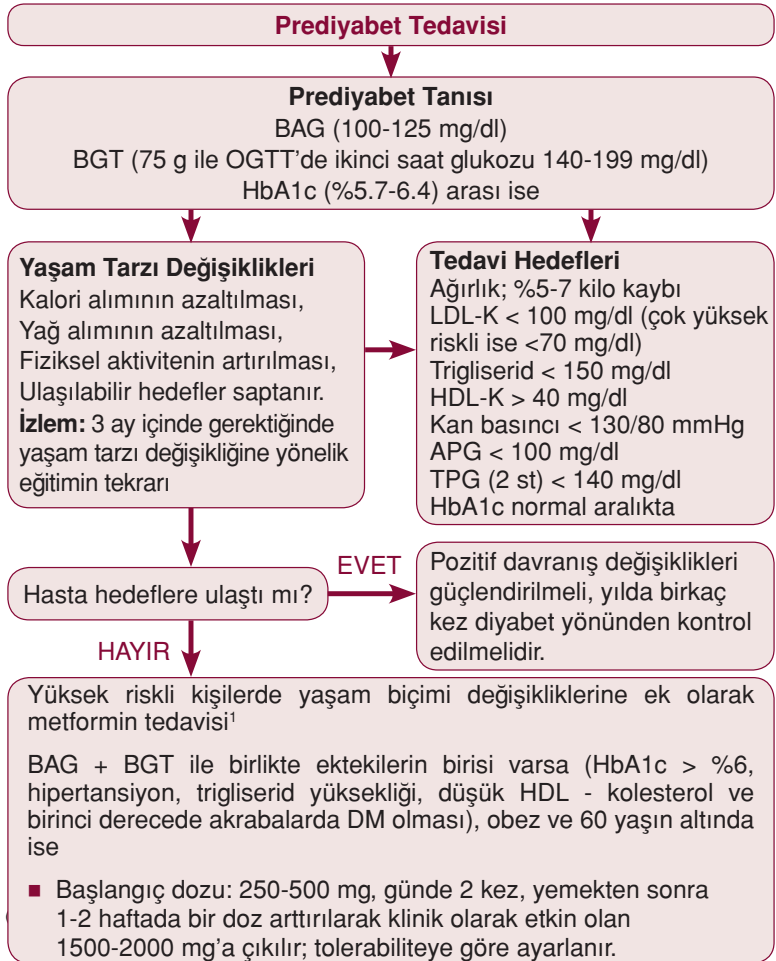 Prediyabet Tedavisi
Prediyabet Tanısı
BAG (100-125 mg/dl)
BGT (75 g ile OGTT'de ikinci saat glukozu 140-199 mg/dl)
HbA1c (%5.7-6.4) arası ise
Yaşam Tarzı Değişiklikleri
Kalori alımının azaltılması,
Yağ alımının azaltılması,
Fiziksel aktivitenin artırılması,
Ulaşılabilir hedefler saptanır.
İzlem: 3 ay içinde gerektiğinde
yaşam tarzı değişikliğine yönelik
eğitimin tekrarı
Tedavi Hedefleri
Ağırlık; %5-7 kilo kaybı
LDL-K < 100 mg/dl (çok yüksek
riskli ise <70 mg/dl)
Trigliserid < 150 mg/dl
HDL-K > 40 mg/dl
Kan basıncı < 130/80 mmHg
APG < 100 mg/dl
TPG (2 st) < 140 mg/dl
HbA1c normal aralıkta
Hasta hedeflere ulaştı mı?
EVET
Pozitif davranış değişiklikleri
güçlendirilmeli, yılda birkaç
kez diyabet yönünden kontrol
edilmelidir.
HAYIR
Yüksek riskli kişilerde yaşam biçimi değişikliklerine ek olarak
metformin tedavisi¹
BAG + BGT ile birlikte ektekilerin birisi varsa (HbA1c > %6,
hipertansiyon, trigliserid yüksekliği, düşük HDL - kolesterol ve
birinci derecede akrabalarda DM olması), obez ve 60 yaşın altında
ise
■ Başlangıç dozu: 250-500 mg, günde 2 kez, yemekten sonra
1-2 haftada bir doz arttırılarak klinik olarak etkin olan
1500-2000 mg'a çıkılır; tolerabiliteye göre ayarlanır.